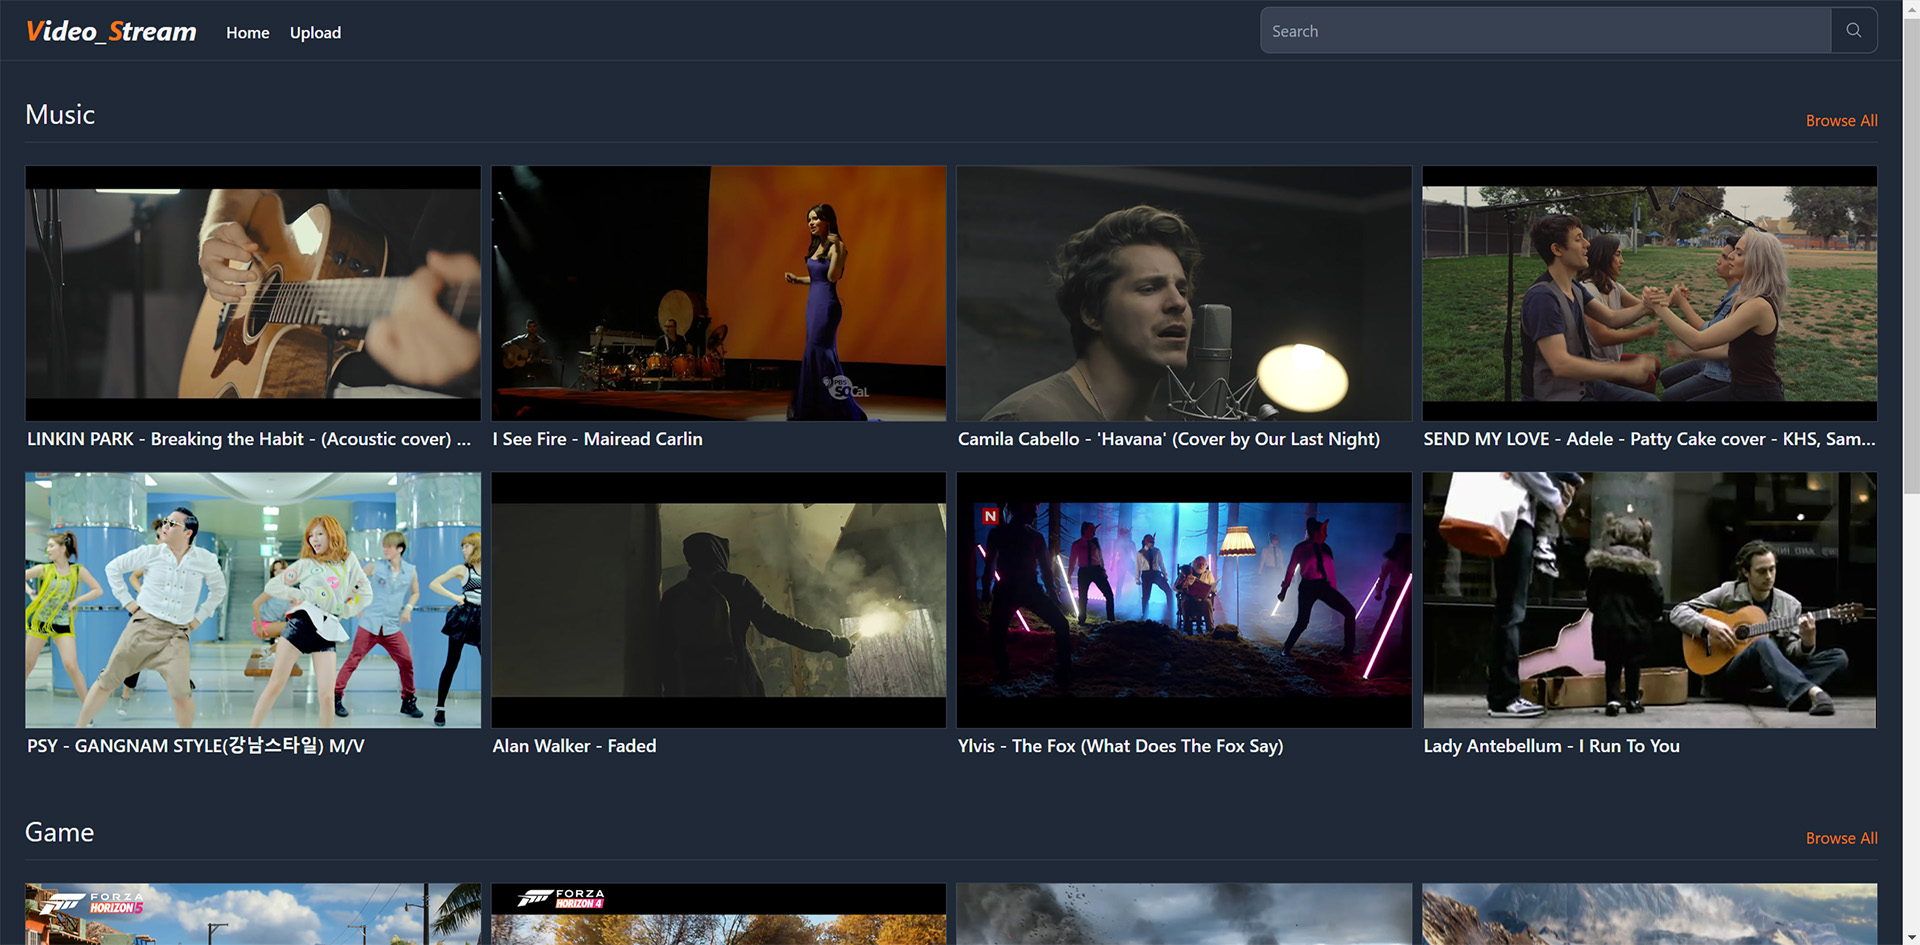 Video_Stream Home Upload Search
Music Browse All
PBS SOCAL
LINKIN PARK - Breaking the Habit - (Acoustic cover) ...
I See Fire - Mairead Carlin
Camila Cabello - 'Havana' (Cover by Our Last Night)
SEND MY LOVE - Adele - Patty Cake cover - KHS, Sam...
N
PSY - GANGNAM STYLE(강남스타일) M/V
Alan Walker - Faded
Ylvis - The Fox (What Does The Fox Say)
Lady Antebellum - I Run To You
Game Browse All
FORZA
HORIZON 5
FORZA
HORIZON 4